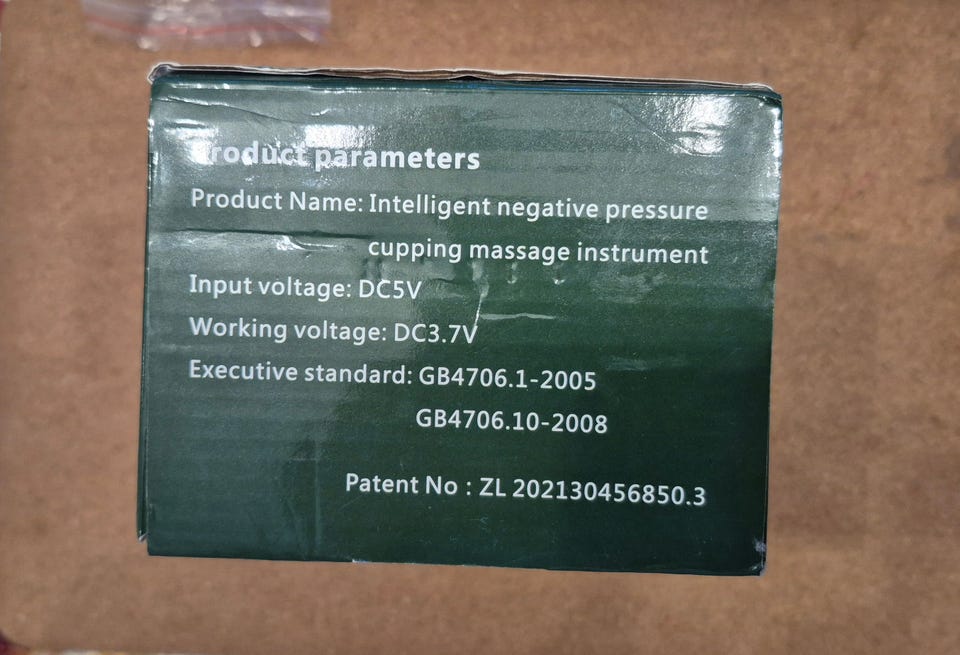 Product parameters
Product Name: Intelligent negative pressure
cupping massage instrument
Input voltage: DC5V
Working voltage: DC3.7V
Executive standard: GB4706.1-2005
GB4706.10-2008
Patent No : ZL 202130456850.3